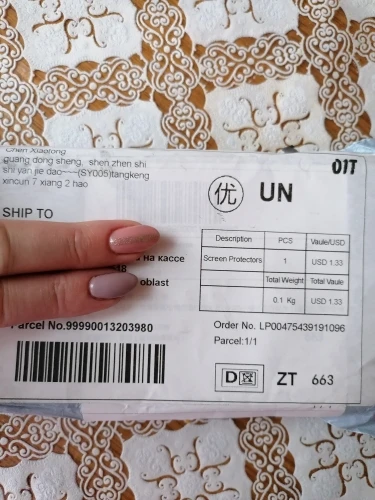 Chen Xiaotong
guang dong sheng, shen zhen shi
shi yan jie dao~~~(SY005)tangkeng
xincun 7 xiang 2 hao
OIT
优 UN
SHIP TO
на кассе
oblast
Description PCS Vaule/USD
Screen Protectors 1 USD 1.33
Total Weight Total Vaule
0.1 Kg USD 1.33
Parcel No.99990013203980
Order No. LP00475439191096
Parcel:1/1
D ZT 663